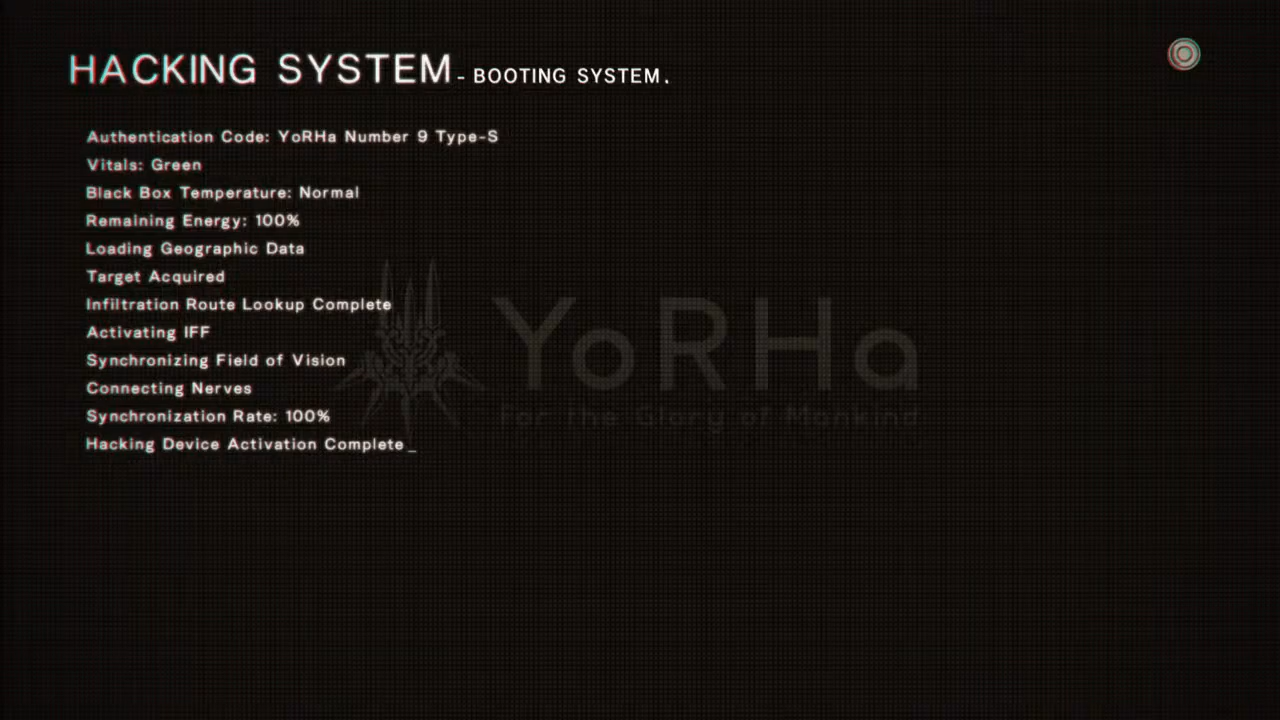 HACKING SYSTEM - BOOTING SYSTEM.
Authentication Code: YoRHa Number 9 Type-S
Vitals: Green
Black Box Temperature: Normal
Remaining Energy: 100%
Loading Geographic Data
Target Acquired
Infiltration Route Lookup Complete
Activating IFF
Synchronizing Field of Vision
Connecting Nerves
Synchronization Rate: 100%
Hacking Device Activation Complete_
YoRHa
For the Glory of Mankind